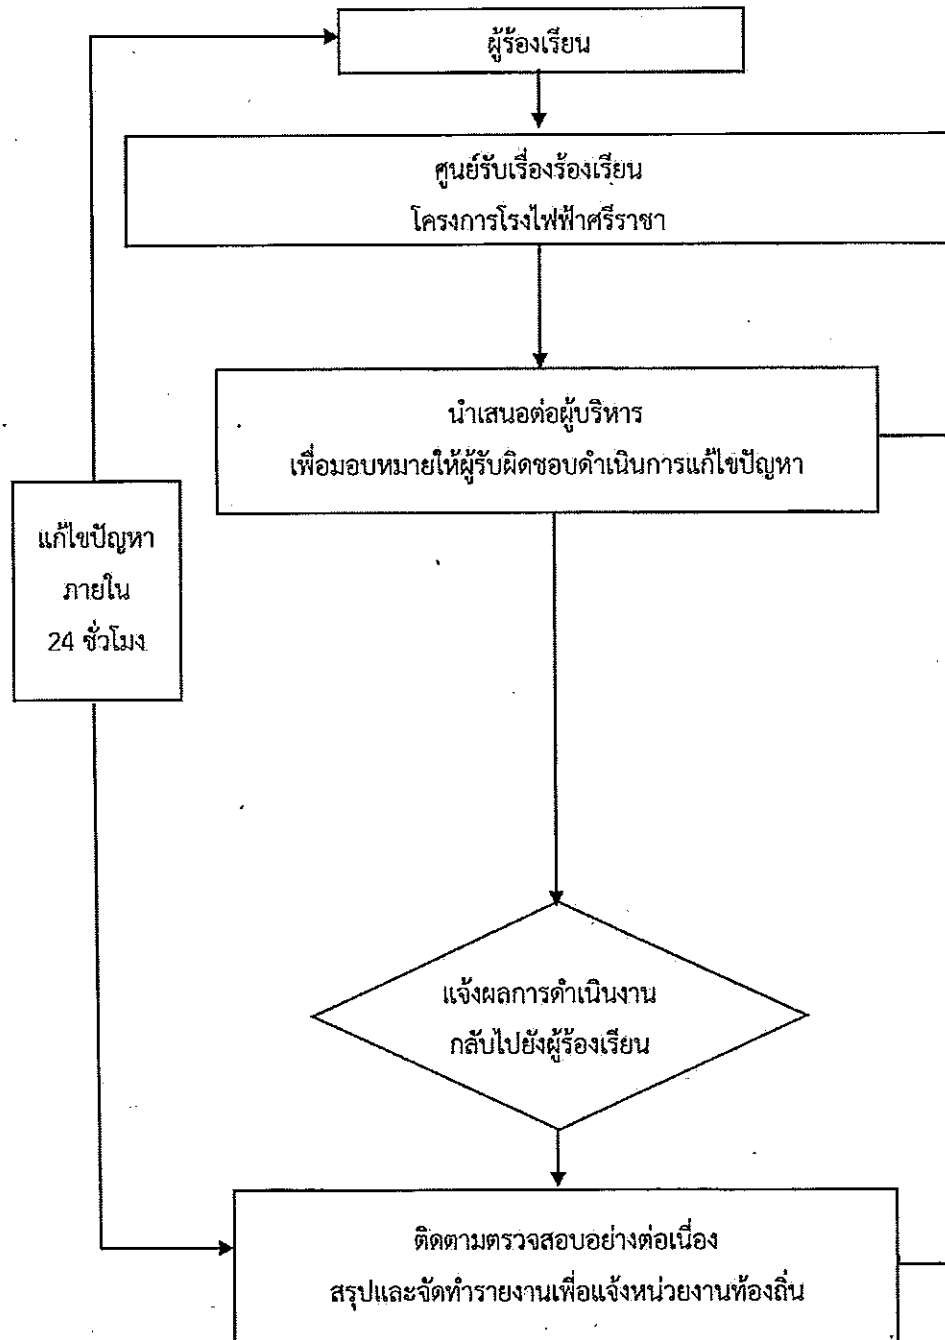 ผู้ร้องเรียน
ศูนย์รับเรื่องร้องเรียน
โครงการโรงไฟฟ้าศรีราชา
นำเสนอต่อผู้บริหาร
เพื่อมอบหมายให้ผู้รับผิดชอบดำเนินการแก้ไขปัญหา
แก้ไขปัญหา
ภายใน
24 ชั่วโมง
แจ้งผลการดำเนินงาน
กลับไปยังผู้ร้องเรียน
ติดตามตรวจสอบอย่างต่อเนื่อง
สรุปและจัดทำรายงานเพื่อแจ้งหน่วยงานท้องถิ่น